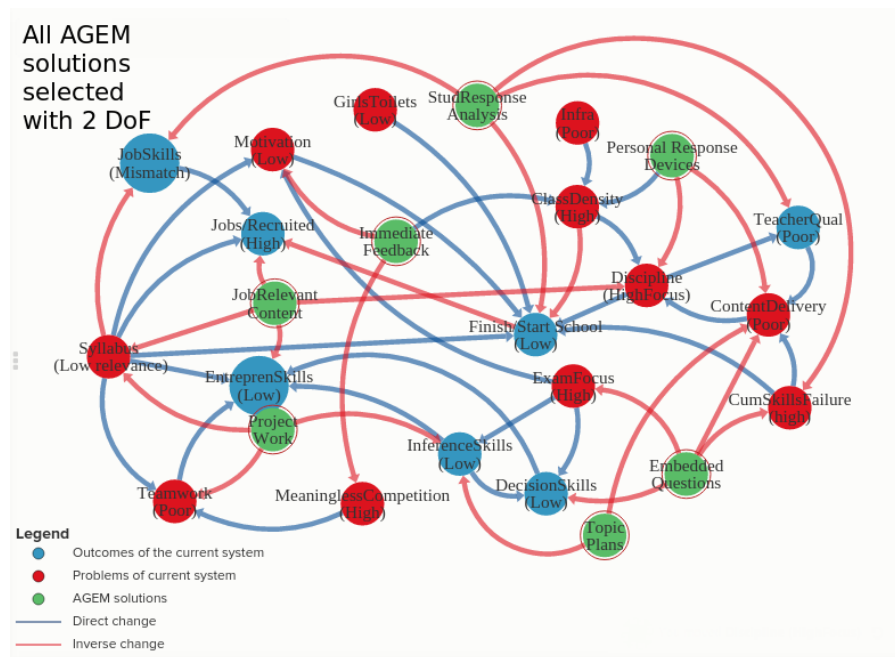 All AGEM
solutions
selected
with 2 DoF
GirlsToilets
(Low)
StudResponse
Analysis
Infra
(Poor)
Motivation
(Low)
JobSkills
(Mismatch)
Personal Response
Devices
ClassDensity
(High)
TeacherQual
(Poor)
Jobs Recruited
(High)
Immediate
Feedback
Discipline
(HighFocus)
JobRelevant
Content
ContentDelivery
(Poor)
Finish/Start School
(Low)
Syllabus
(Low relevance)
EntreprenSkills
(Low)
ExamFocus
(High)
CumSkillsFailure
(high)
Project
Work
InferenceSkills
(Low)
Embedded
Questions
DecisionSkills
(Low)
Teamwork
(Poor)
MeaninglessCompetition
(High)
Topic
Plans
Legend
Outcomes of the current system
Problems of current system
AGEM solutions
Direct change
Inverse change